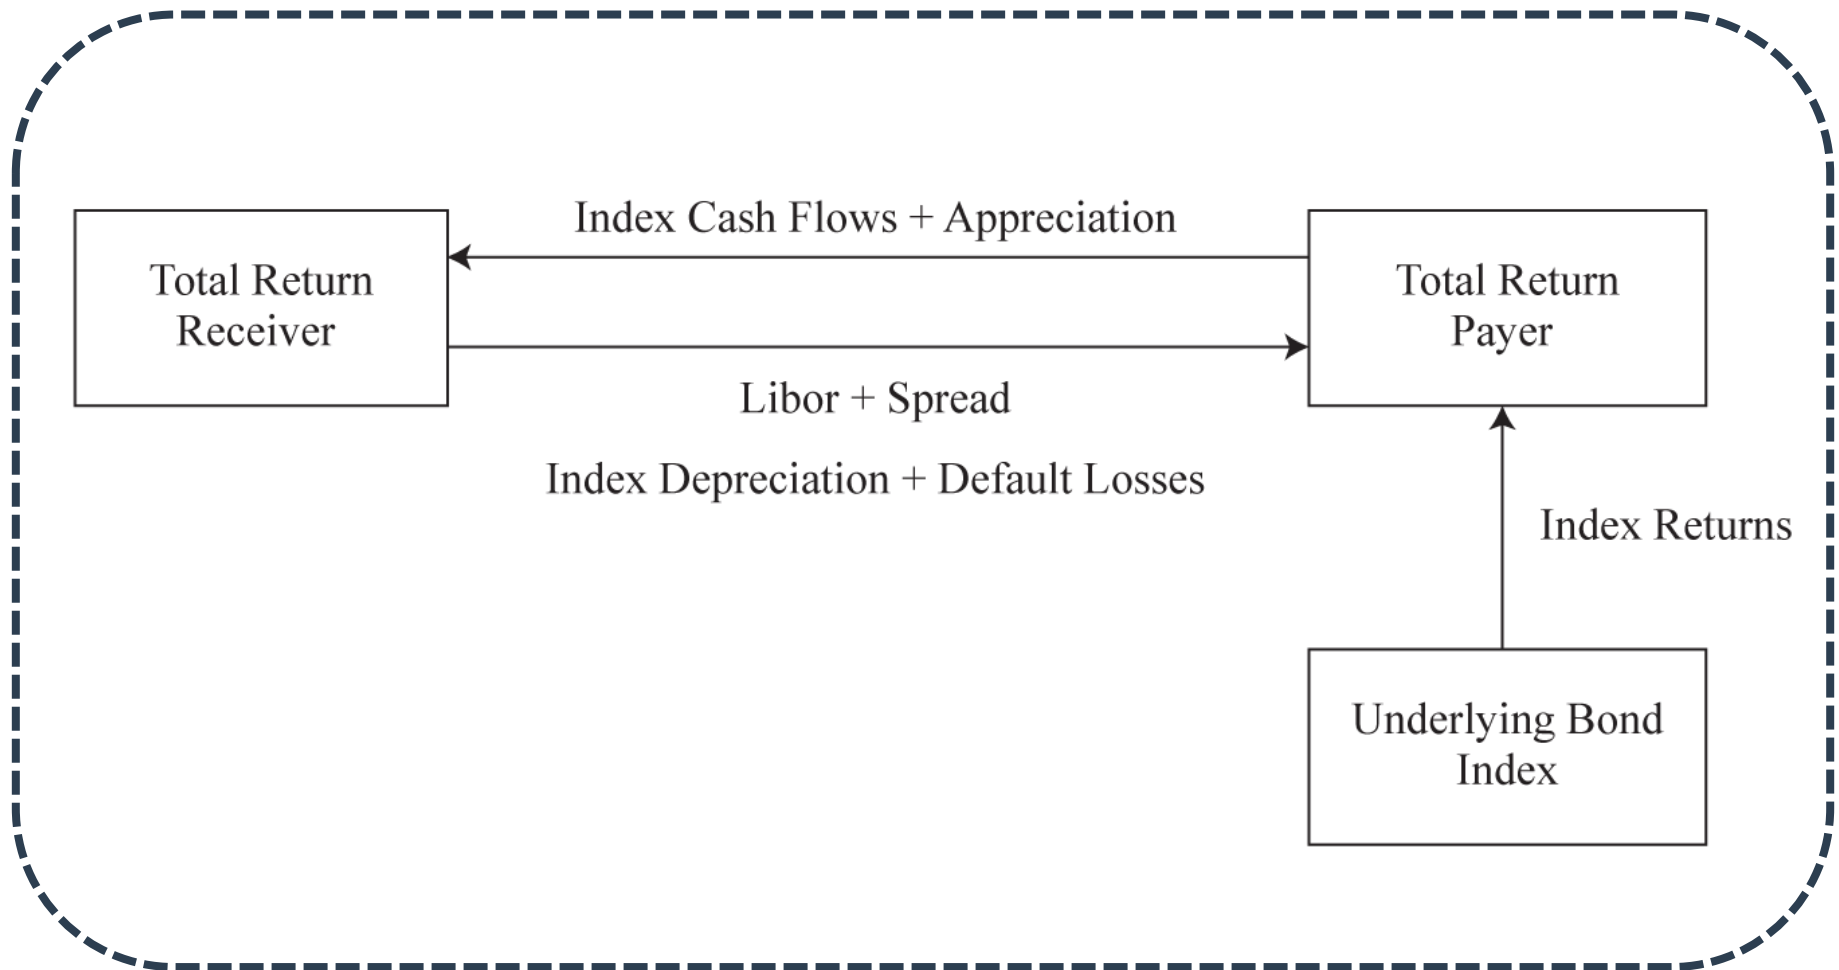 Index Cash Flows + Appreciation
Total Return
Receiver
Total Return
Payer
Libor + Spread
Index Depreciation + Default Losses
Index Returns
Underlying Bond
Index